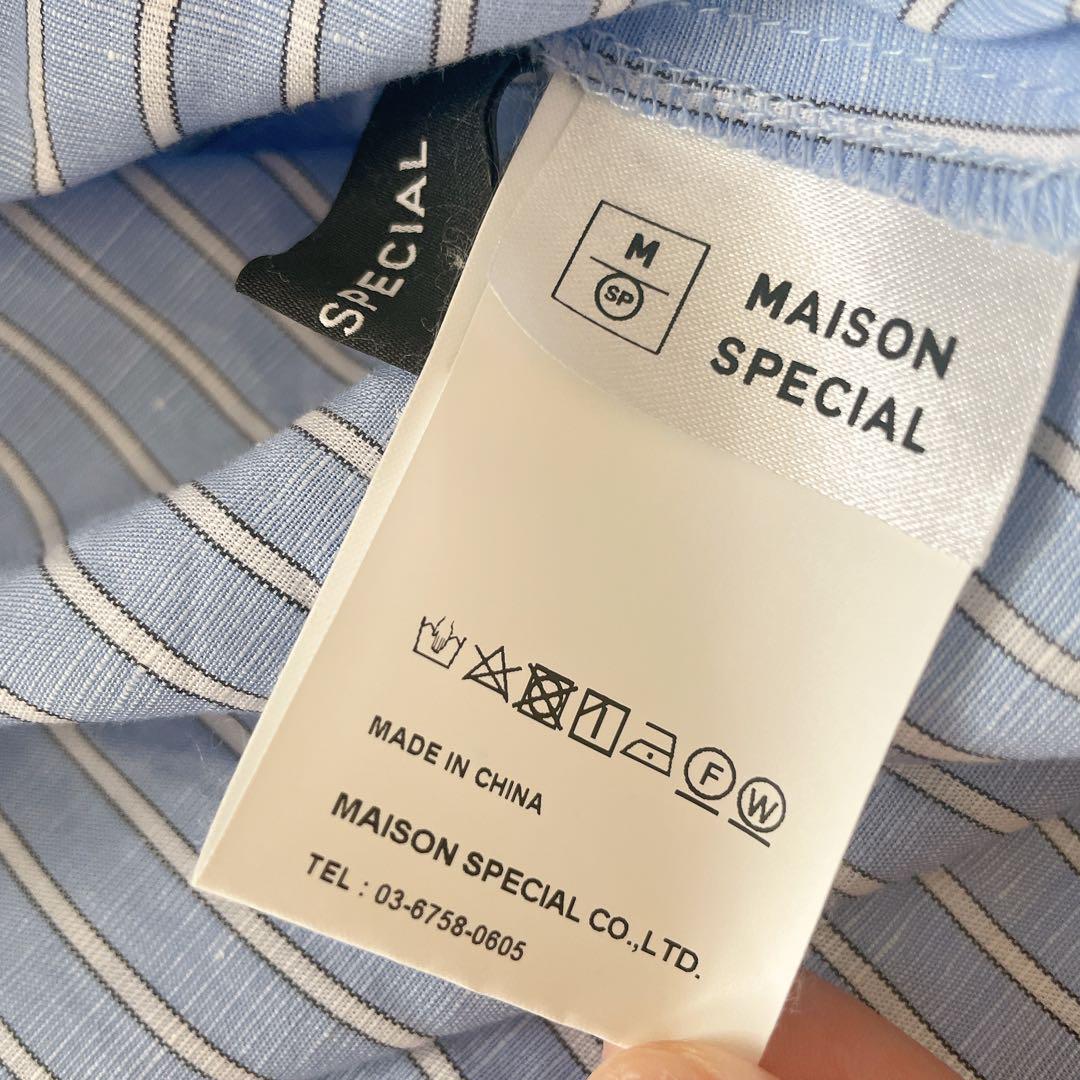 SPECIAL
M
SP
MAISON
SPECIAL
F
W
MADE IN CHINA
MAISON SPECIAL CO.,LTD.
TEL : 03-6758-0605